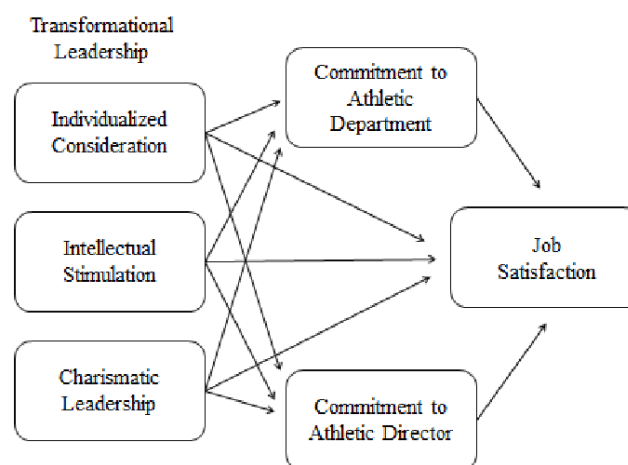 Transformational
Leadership
Individualized
Consideration
Intellectual
Stimulation
Charismatic
Leadership
Commitment to
Athletic
Department
Commitment to
Athletic Director
Job
Satisfaction